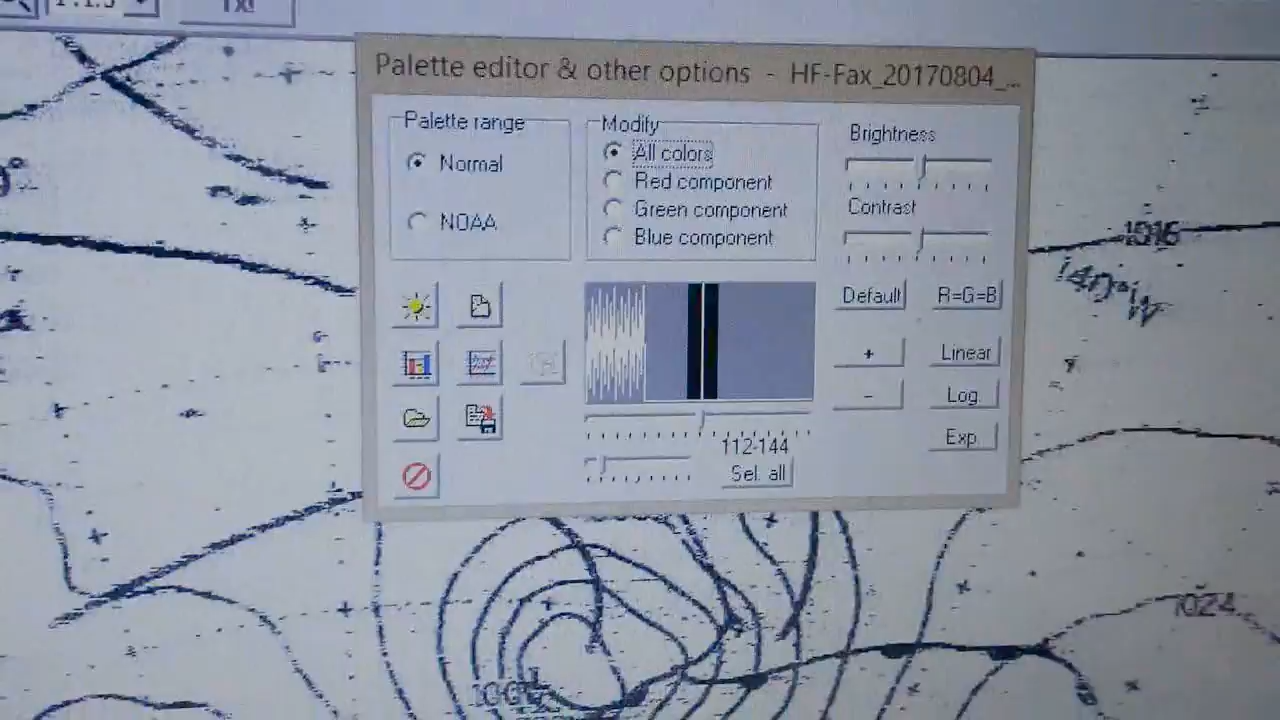 Palette editor & other options - HF-Fax_20170804_...
Palette range
Normal
NOAA
Modify
All colors
Red component
Green component
Blue component
Brightness
Contrast
Default
R=G=B
+
Linear
-
Log
Exp
112-144
Sel. all
1016
140°W
1024